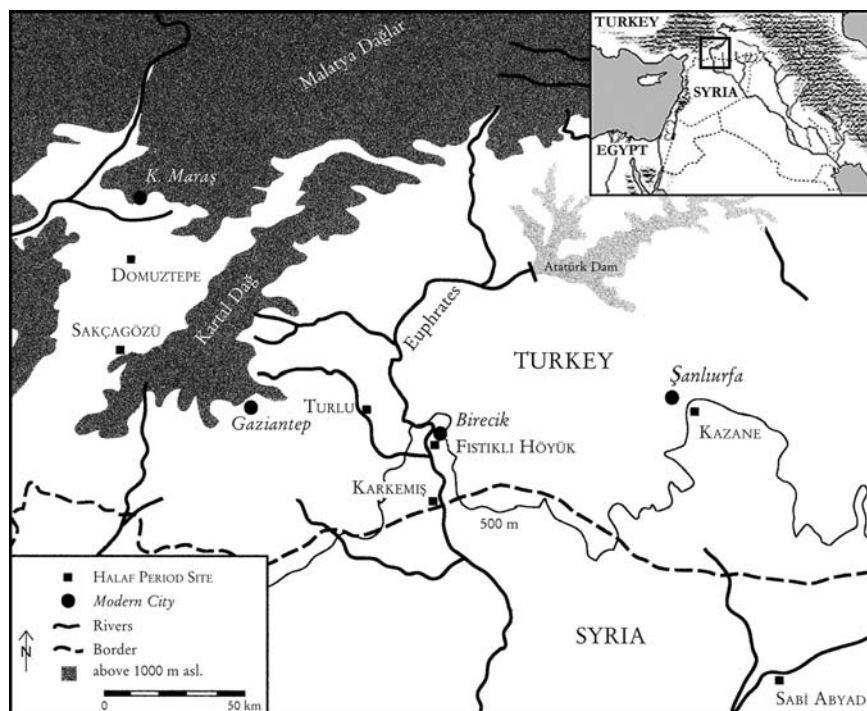 TURKEY
SYRIA
EGYPT
Malatya Dağlar
K. Maraş
DOMUZTEPE
Kartal Dağ
Atatürk Dam
Euphrates
SAKÇAGÖZÜ
TURKEY
Şanlıurfa
Gaziantep
TURLU
Birecik
KAZANE
FISTIKLI HÖYÜK
KARKEMIŞ
500 m
HALAF PERIOD SITE
Modern City
Rivers
Border
N
above 1000 m asl.
0 50 km
SYRIA
SABİ ABYAD